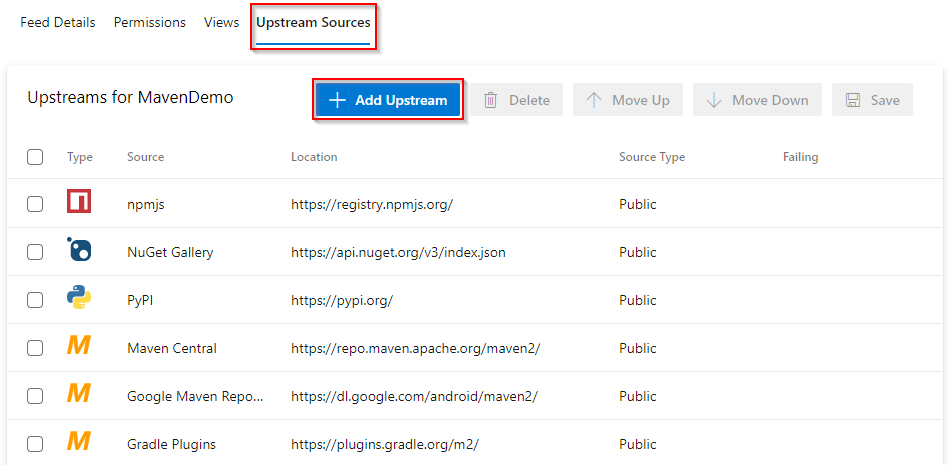 Feed Details Permissions Views Upstream Sources
Upstreams for MavenDemo Add Upstream Delete Move Up Move Down Save
Type Source Location Source Type Failing
npmjs https://registry.npmjs.org/ Public
NuGet Gallery https://api.nuget.org/v3/index.json Public
PyPI https://pypi.org/ Public
M Maven Central https://repo.maven.apache.org/maven2/ Public
M Google Maven Repo... https://dl.google.com/android/maven2/ Public
M Gradle Plugins https://plugins.gradle.org/m2/ Public